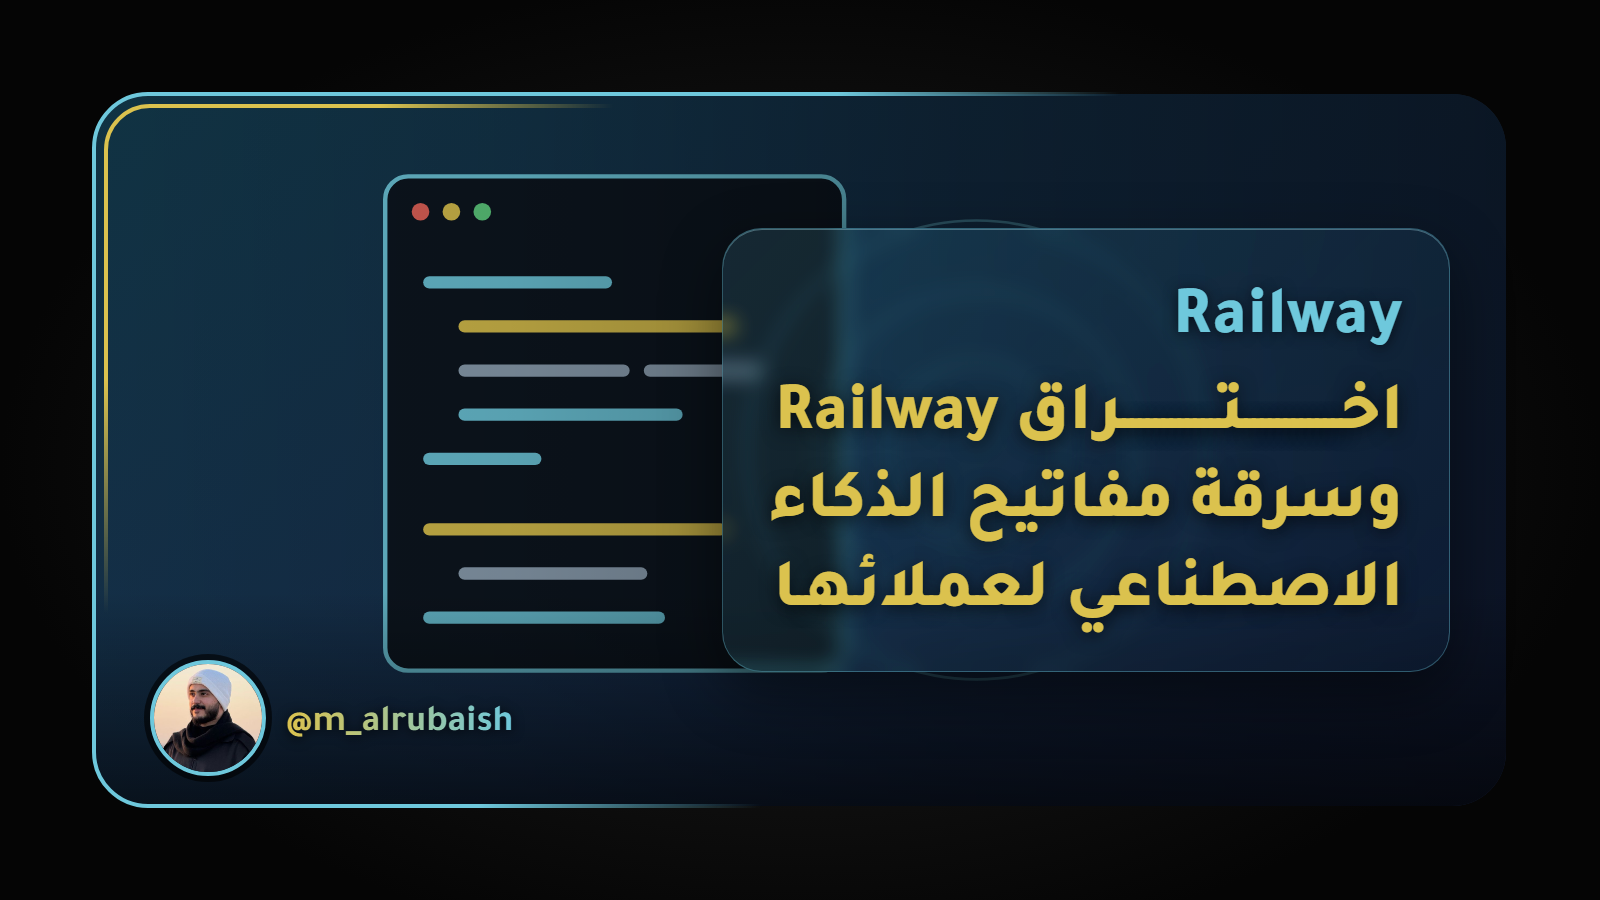 Railway
اخـــــتـــــراق Railway
وسرقة مفاتيح الذكاء
الاصطناعي لعملائها
@m_alrubaish